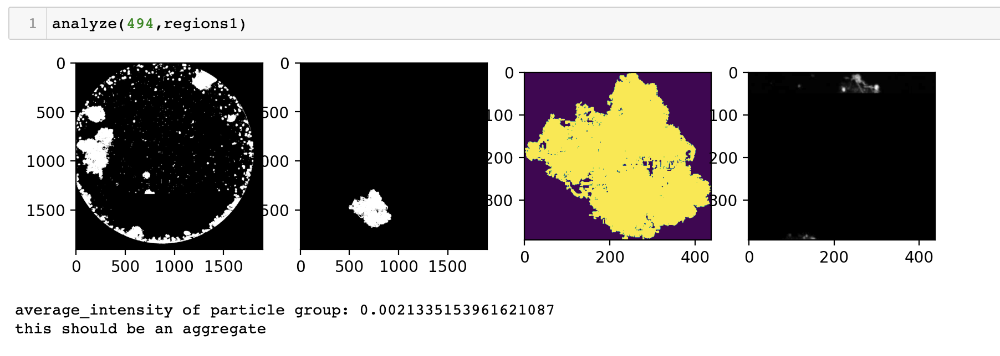 1 analyze(494,regions1)
0 0 0 0
500 500 100 100
1000 000 200 200
1500 500 300 300
0 500 1000 1500 0 500 1000 1500 0 200 400 0 200 400
average_intensity of particle group: 0.0021335153961621087
this should be an aggregate